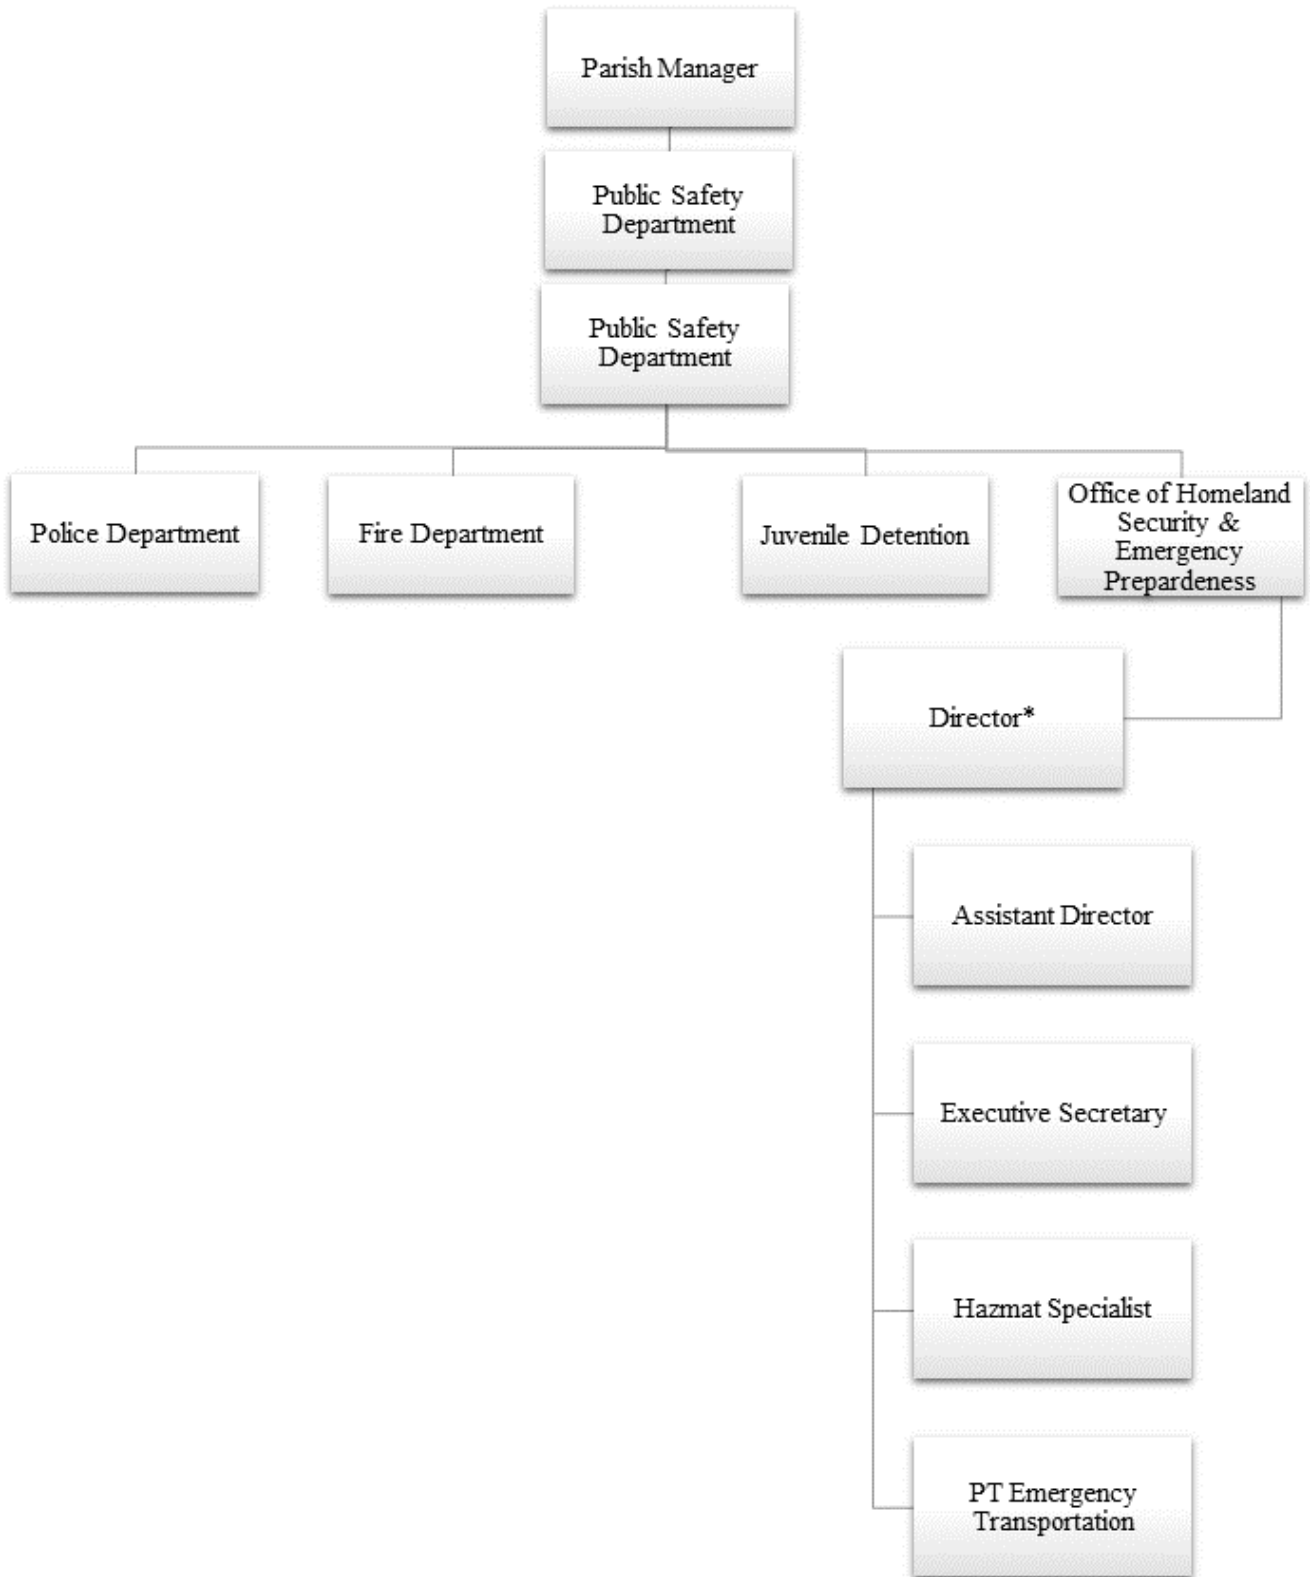 Parish Manager
Public Safety
Department
Public Safety
Department
Police Department
Fire Department
Juvenile Detention
Office of Homeland
Security &
Emergency
Prepardeness
Director*
Assistant Director
Executive Secretary
Hazmat Specialist
PT Emergency
Transportation